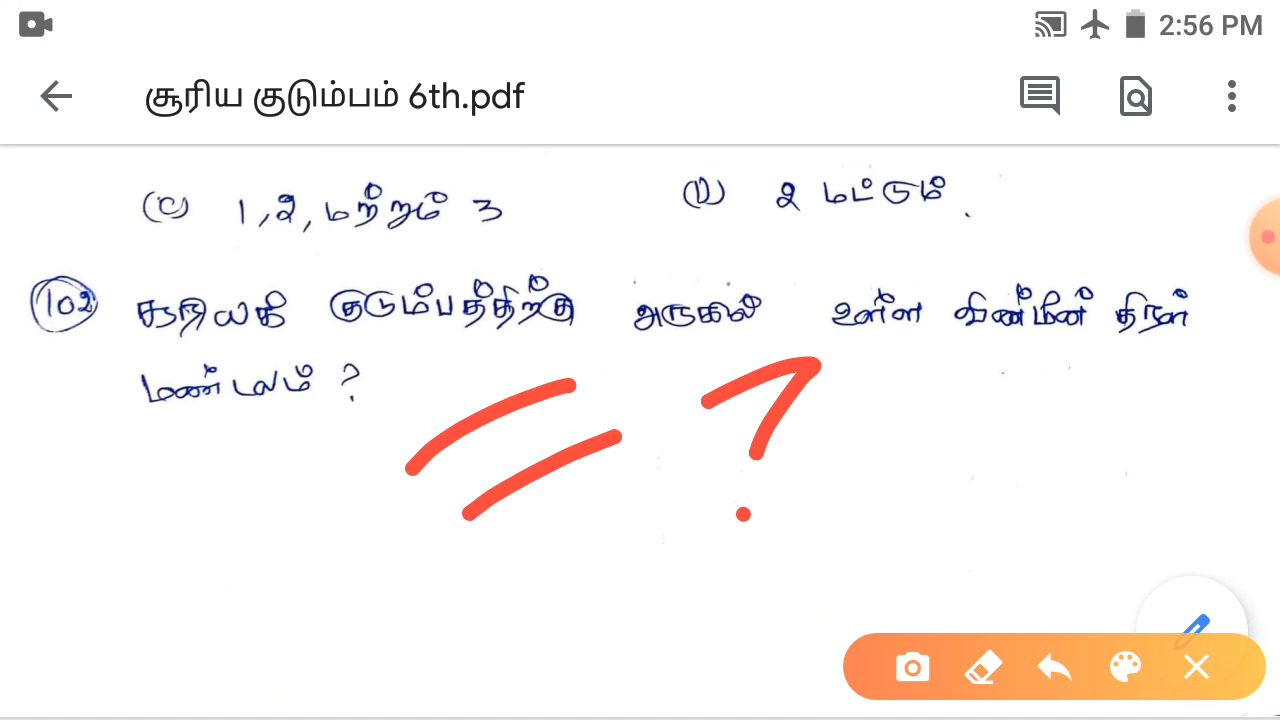 2:56 PM
சூரிய குடும்பம் 6th.pdf
(C) 1, 2, மற்றும் 3 (D) 2 மட்டும்.
102 சூரியக் குடும்பத்திற்கு அருகில் உள்ள விண்மீன் திரள்
மண்டலம் ?
= ?